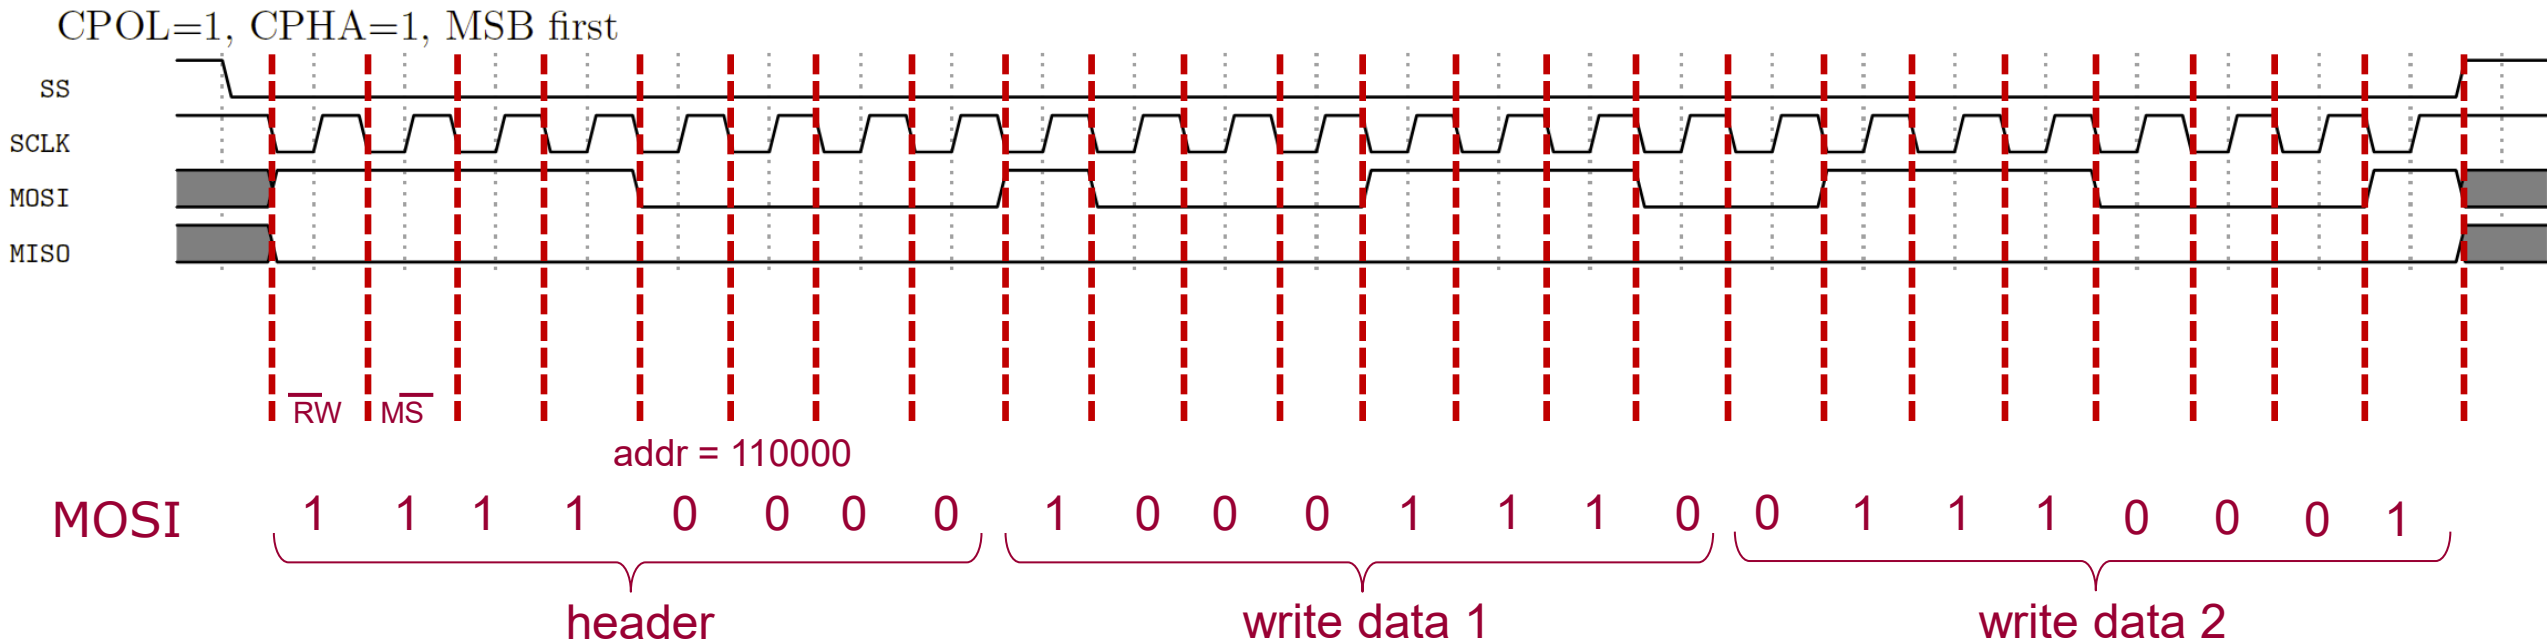 CPOL=1, CPHA=1, MSB first
SS
SCLK
MOSI
MISO
R̅W MS̅
addr = 110000
MOSI 1 1 1 1 0 0 0 0 1 0 0 0 1 1 1 0 0 1 1 1 0 0 0 1
header write data 1 write data 2